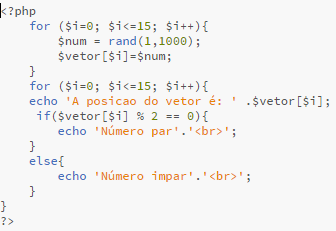 <?php
    for ($i=0; $i<=15; $i++){
        $num = rand(1,1000);
        $vetor[$i]=$num;
    }
    for ($i=0; $i<=15; $i++){
    echo 'A posicao do vetor é: ' .$vetor[$i];
     if($vetor[$i] % 2 == 0){
        echo 'Número par'.'<br>';
    }
    else{
        echo 'Número impar'.'<br>';
    }
}
?>